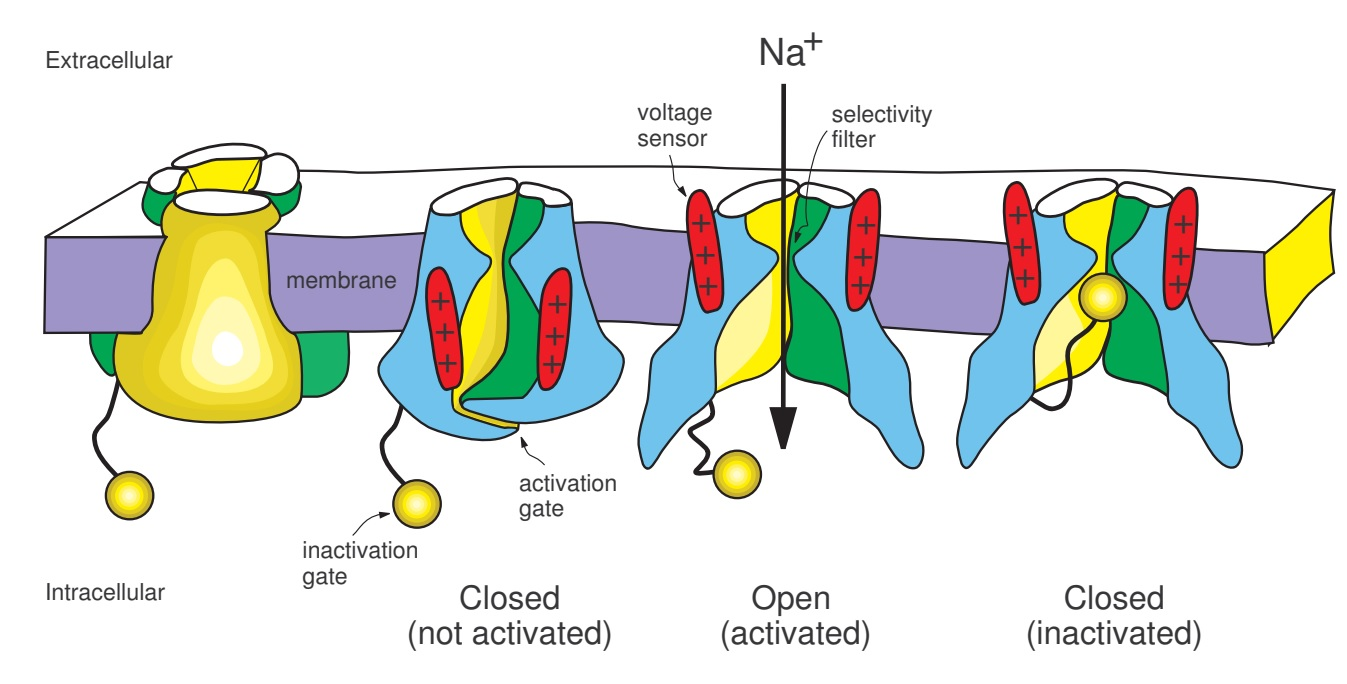 Extracellular
Na+
voltage
sensor
selectivity
filter
membrane
+ + + + + +
+ + + + + +
+ + + + + +
activation
gate
inactivation
gate
Intracellular
Closed
(not activated)
Open
(activated)
Closed
(inactivated)